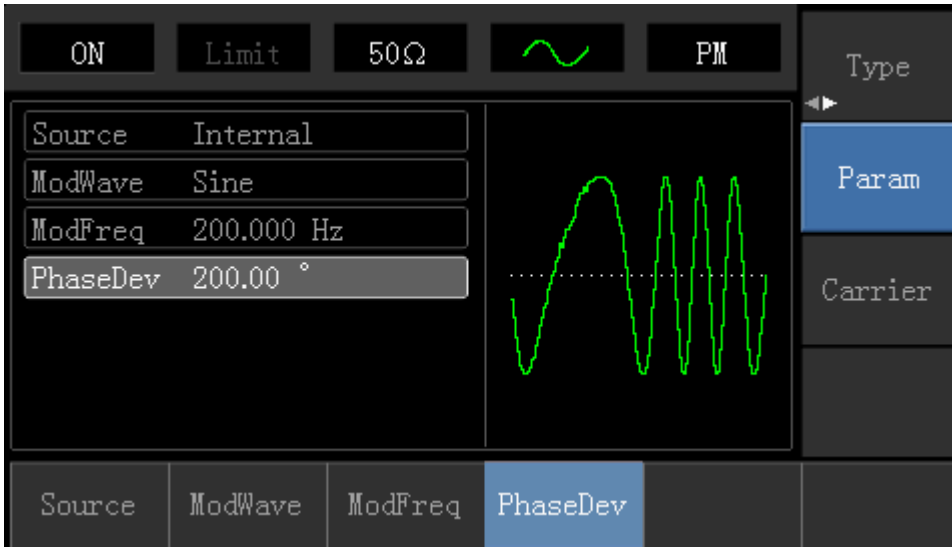 ON Limit 50Ω PM
Type
Source Internal
ModWave Sine
ModFreq 200.000 Hz
PhaseDev 200.00 °
Param
Carrier
Source ModWave ModFreq PhaseDev